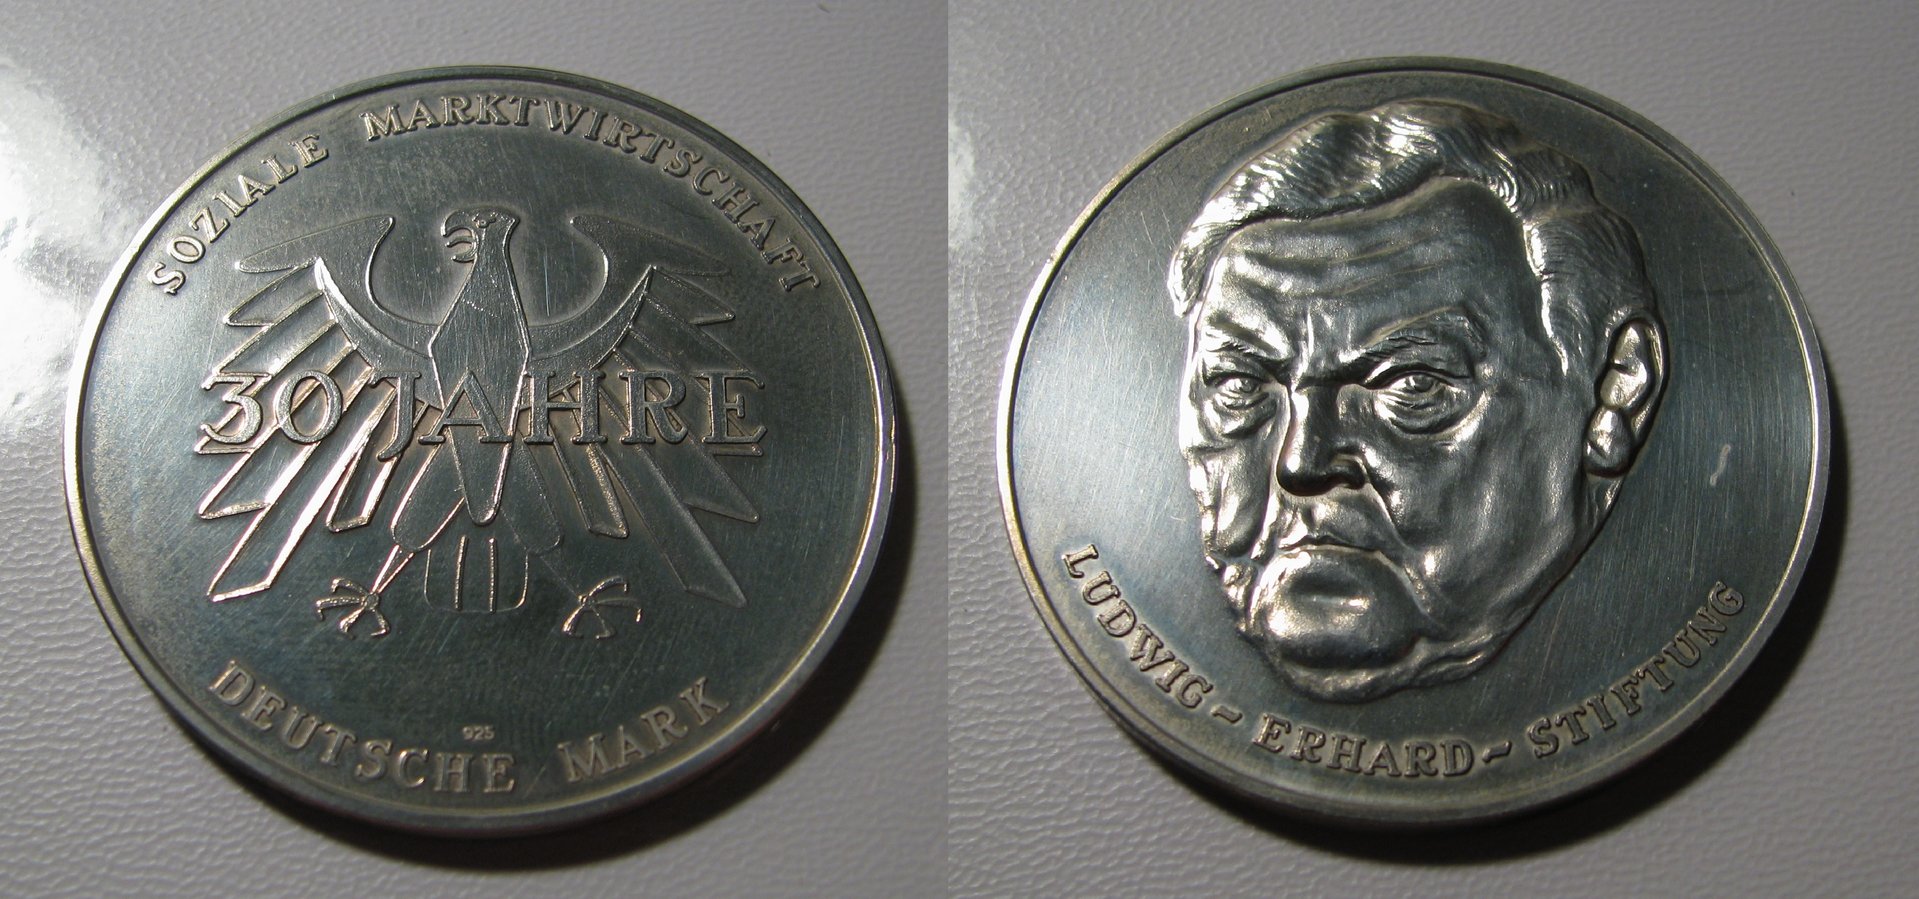 SOZIALE MARKTWIRTSCHAFT
30 JAHRE
925
DEUTSCHE MARK
LUDWIG-ERHARD-STIFTUNG